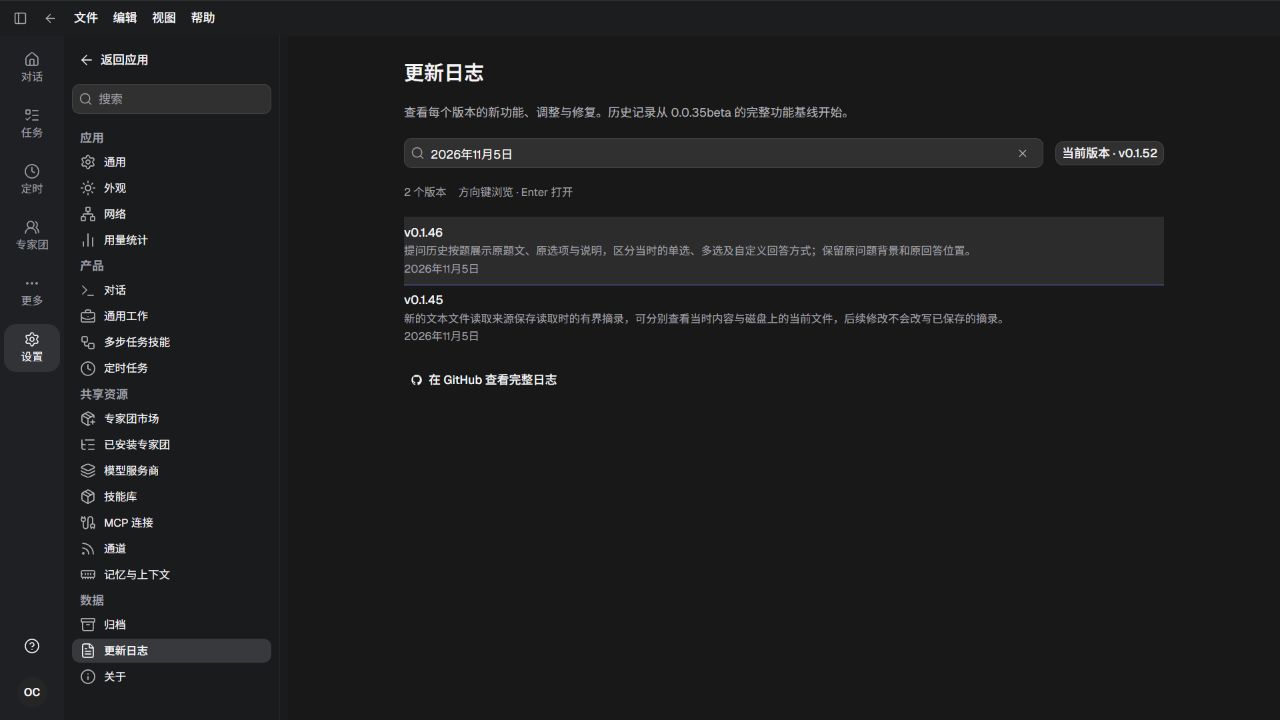 文件 编辑 视图 帮助
对话
任务
定时
专家团
更多
设置
OC
返回应用
搜索
应用
通用
外观
网络
用量统计
产品
对话
通用工作
多步任务技能
定时任务
共享资源
专家团市场
已安装专家团
模型服务商
技能库
MCP 连接
通道
记忆与上下文
数据
归档
更新日志
关于
更新日志
查看每个版本的新功能、调整与修复。历史记录从 0.0.35beta 的完整功能基线开始。
2026年11月5日
当前版本 · v0.1.52
2 个版本 方向键浏览 · Enter 打开
v0.1.46
提问历史按题展示原题文、原选项与说明，区分当时的单选、多选及自定义回答方式；保留原问题背景和原回答位置。
2026年11月5日
v0.1.45
新的文本文件读取来源保存读取时的有界摘录，可分别查看当时内容与磁盘上的当前文件，后续修改不会改写已保存的摘录。
2026年11月5日
在 GitHub 查看完整日志